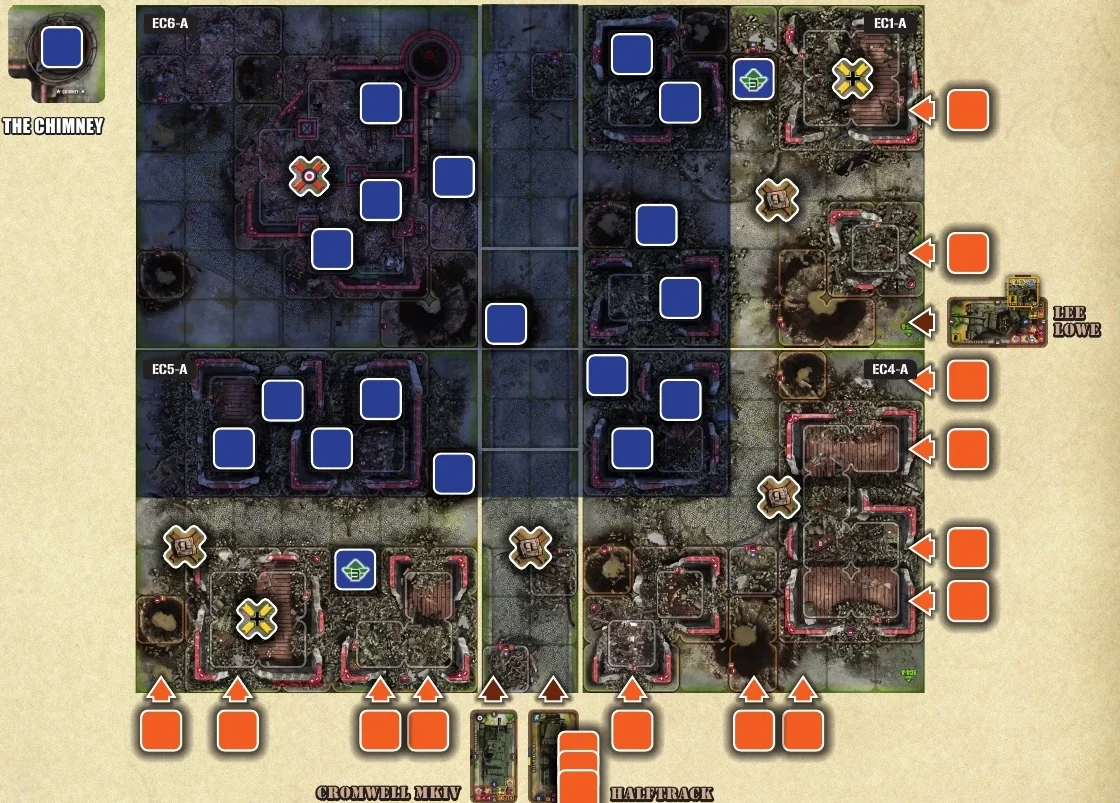 EC6-A
EC1-A
THE CHIMNEY
LEE
LOWE
EC5-A
EC4-A
CROMWELL MKIV
HALFTRACK